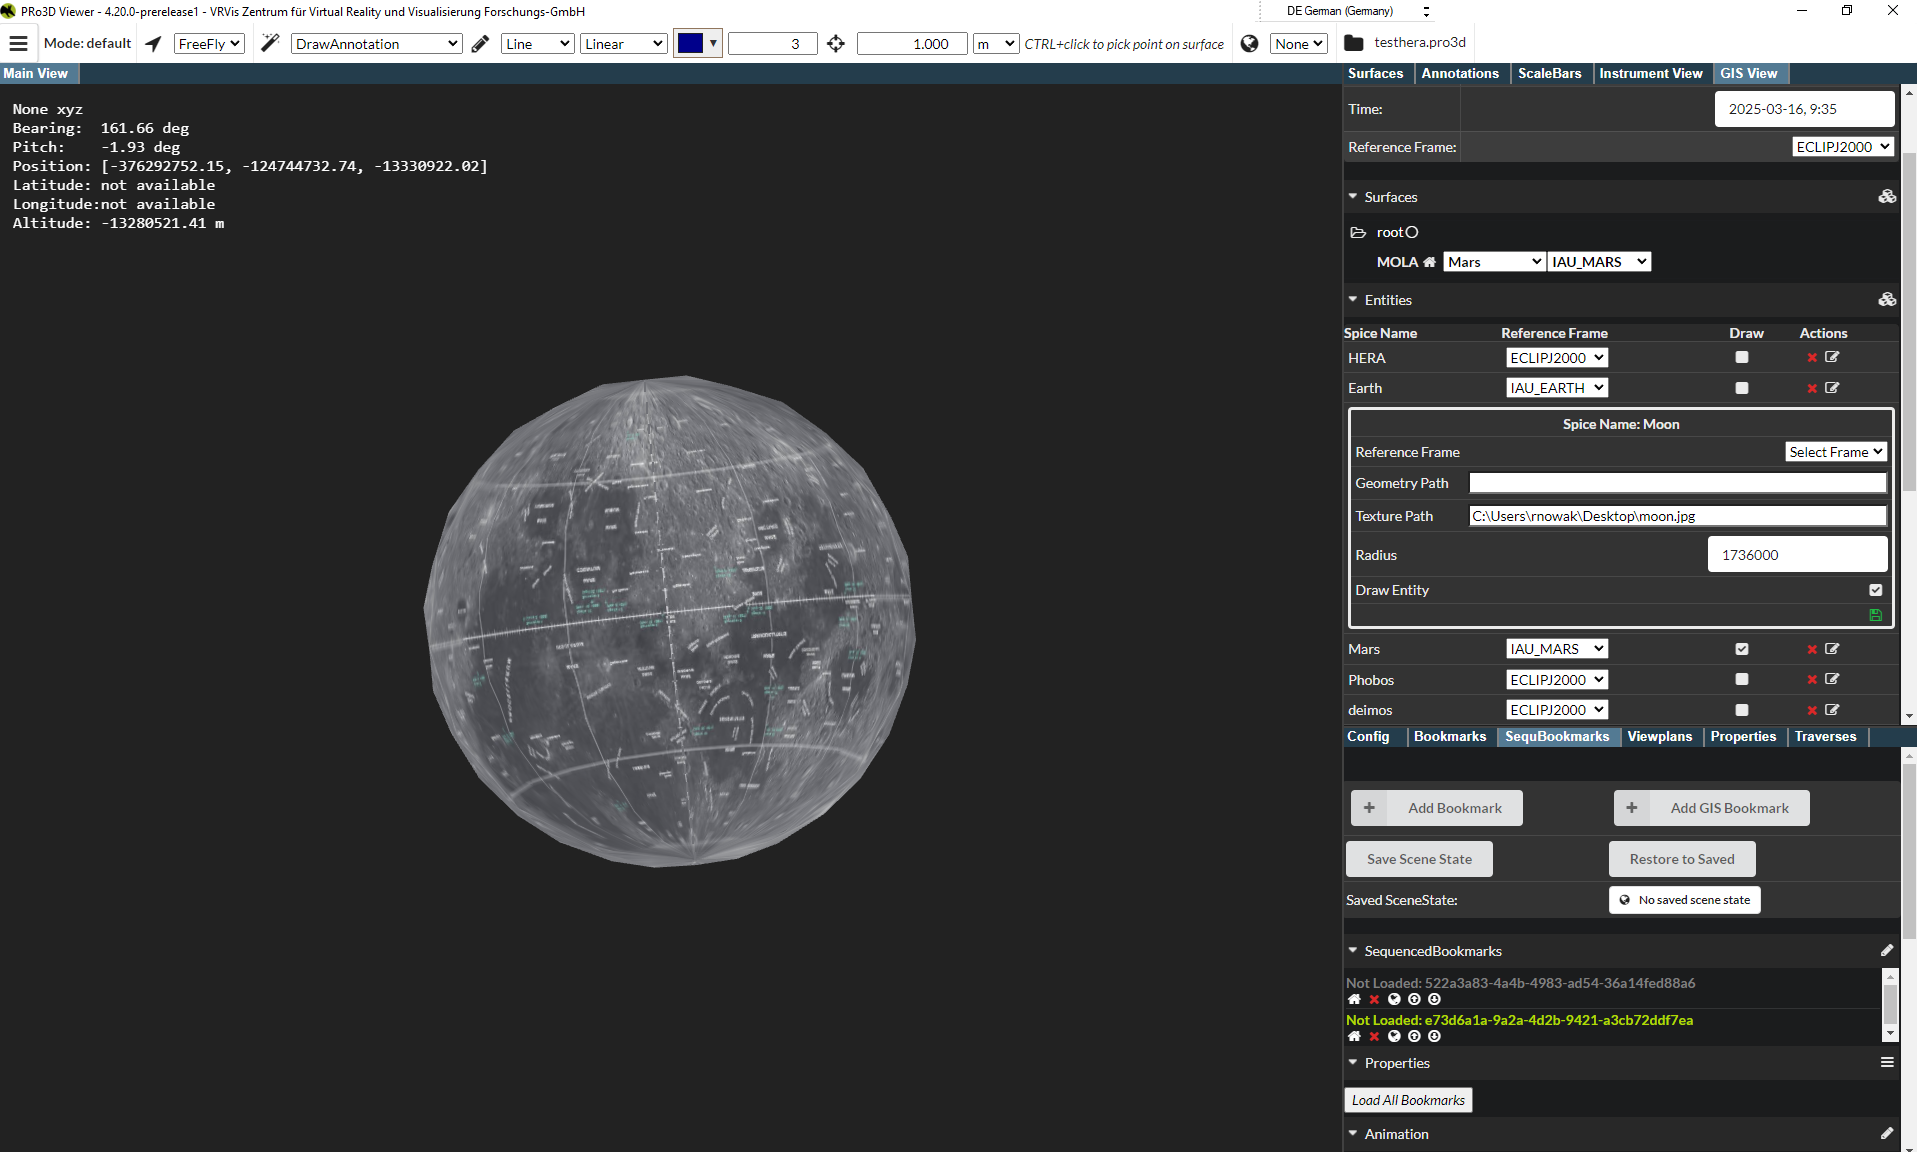 PRo3D Viewer - 4.20.0-prerelease1 - VRVis Zentrum für Virtual Reality und Visualisierung Forschungs-GmbH
DE German (Germany)
Mode: default
FreeFly
DrawAnnotation
Line
Linear
3
1.000
m
CTRL+click to pick point on surface
None
testhera.pro3d
Main View
None xyz
Bearing: 161.66 deg
Pitch: -1.93 deg
Position: [-376292752.15, -124744732.74, -13330922.02]
Latitude: not available
Longitude:not available
Altitude: -13280521.41 m
Surfaces Annotations ScaleBars Instrument View GIS View
Time: 2025-03-16, 9:35
Reference Frame: ECLIPJ2000
Surfaces
root
MOLA Mars IAU_MARS
Entities
Spice Name Reference Frame Draw Actions
HERA ECLIPJ2000
Earth IAU_EARTH
Spice Name: Moon
Reference Frame Select Frame
Geometry Path
Texture Path C:\Users\rnowak\Desktop\moon.jpg
Radius 1736000
Draw Entity
Mars IAU_MARS
Phobos ECLIPJ2000
deimos ECLIPJ2000
Config Bookmarks SequBookmarks Viewplans Properties Traverses
Add Bookmark Add GIS Bookmark
Save Scene State Restore to Saved
Saved SceneState: No saved scene state
SequencedBookmarks
Not Loaded: 522a3a83-4a4b-4983-ad54-36a14fed88a6
Not Loaded: e73d6a1a-9a2a-4d2b-9421-a3cb72ddf7ea
Properties
Load All Bookmarks
Animation